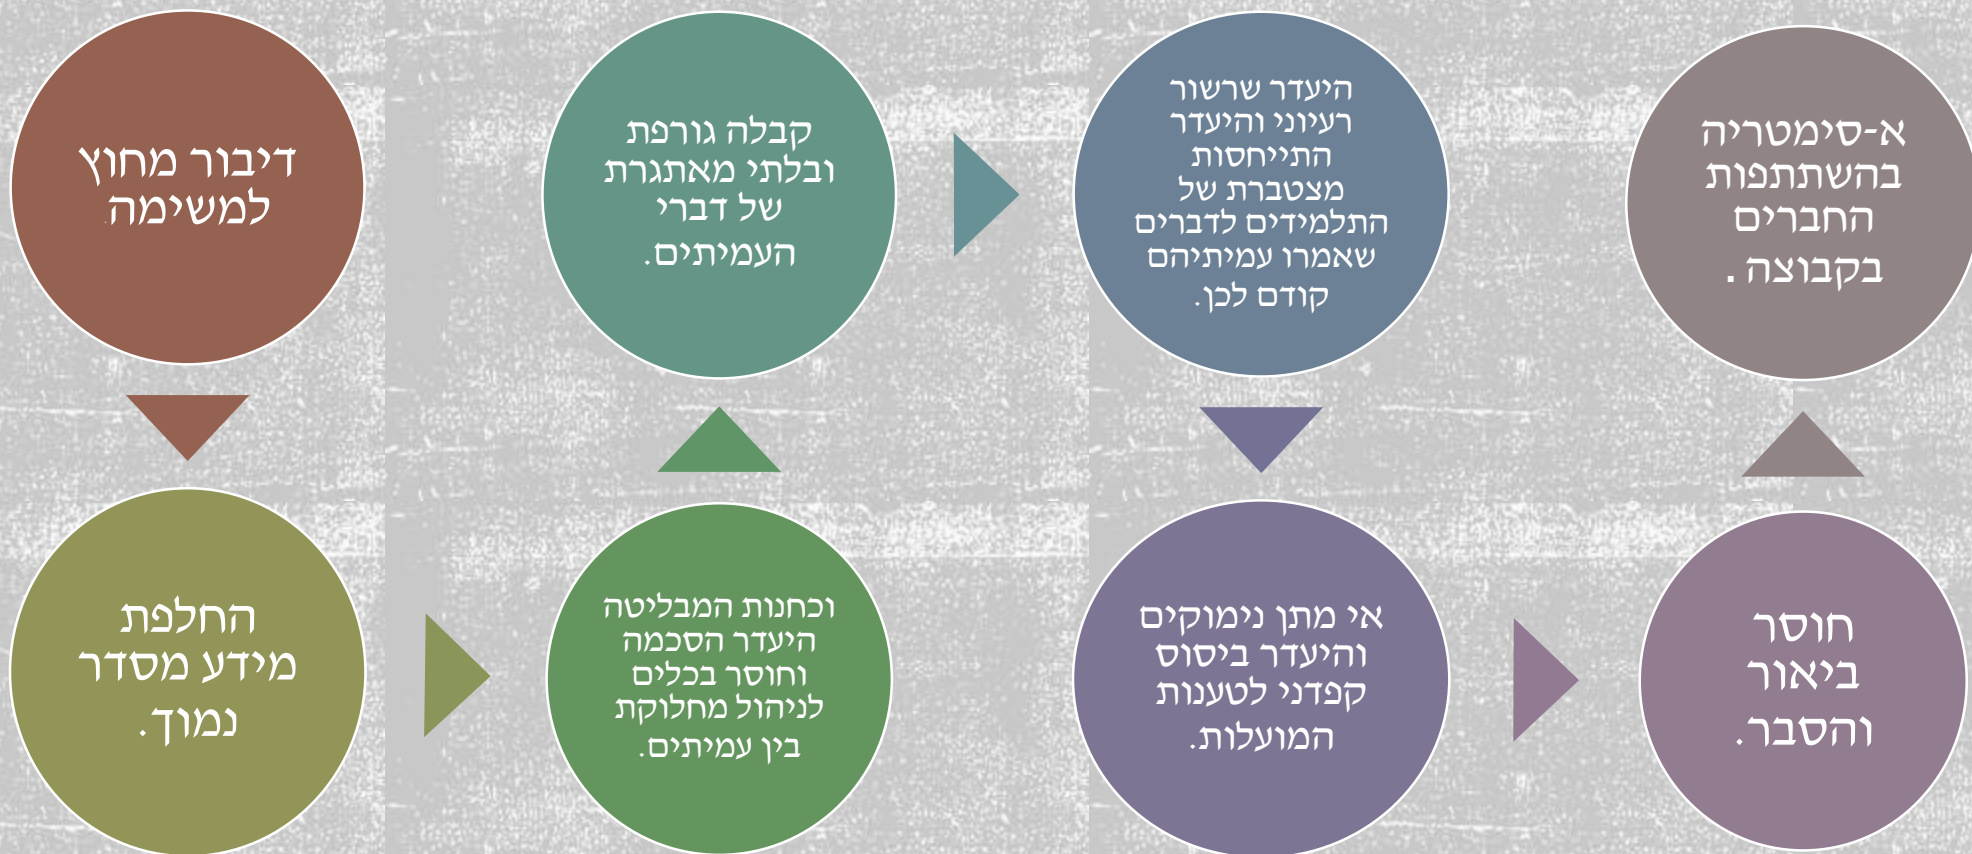 דיבור מחוץ
למשימה.
החלפת
מידע מסדר
נמוך.
וכחנות המבליטה
היעדר הסכמה
וחוסר בכלים
לניהול מחלוקת
בין עמיתים.
קבלה גורפת
ובלתי מאתגרת
של דברי
העמיתים.
היעדר שרשור
רעיוני והיעדר
התייחסות
מצטברת של
התלמידים לדברים
שאמרו עמיתיהם
קודם לכן.
אי מתן נימוקים
והיעדר ביסוס
קפדני לטענות
המועלות.
חוסר
ביאור
והסבר.
א-סימטריה
בהשתתפות
החברים
בקבוצה .